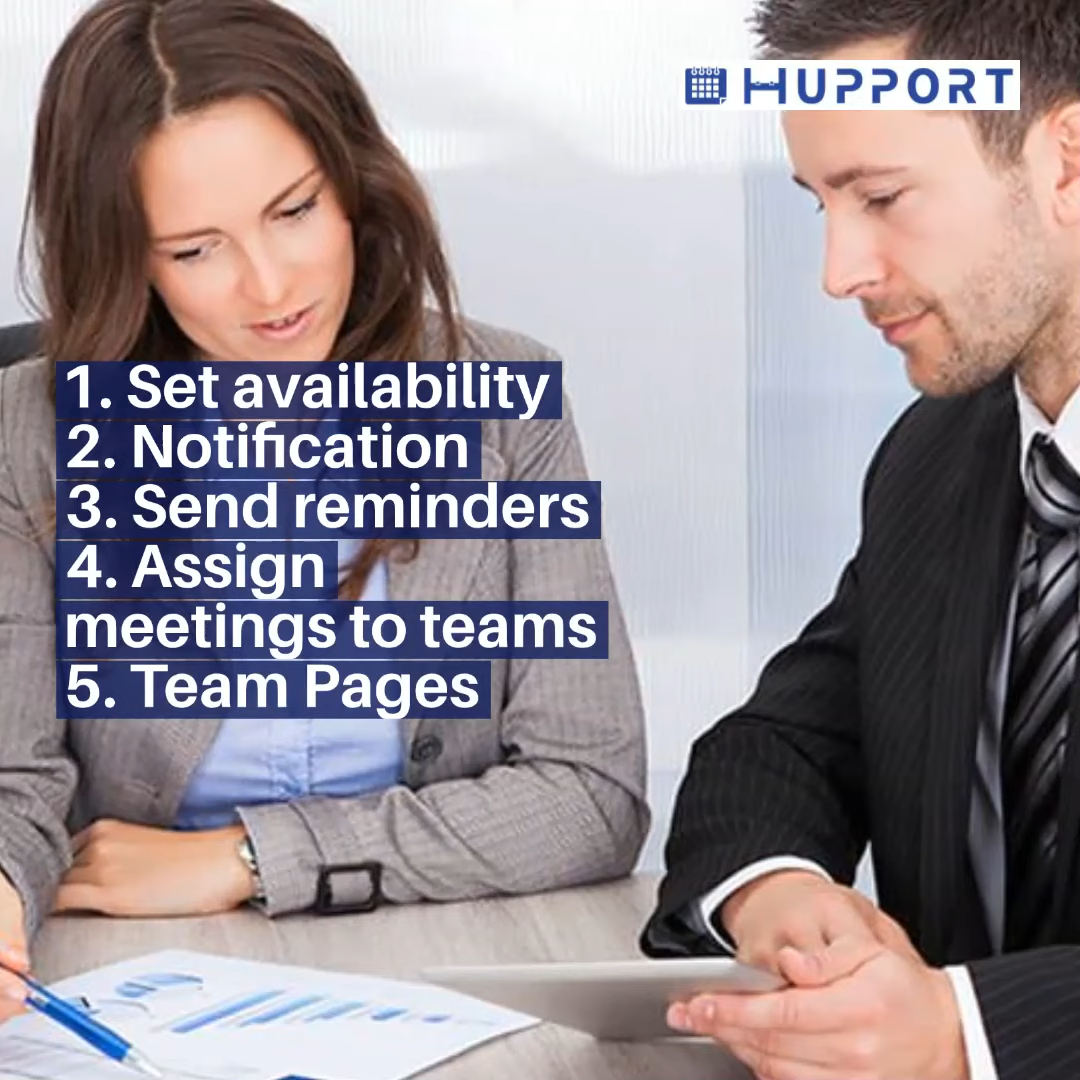 HUPPORT
1. Set availability
2. Notification
3. Send reminders
4. Assign
meetings to teams
5. Team Pages